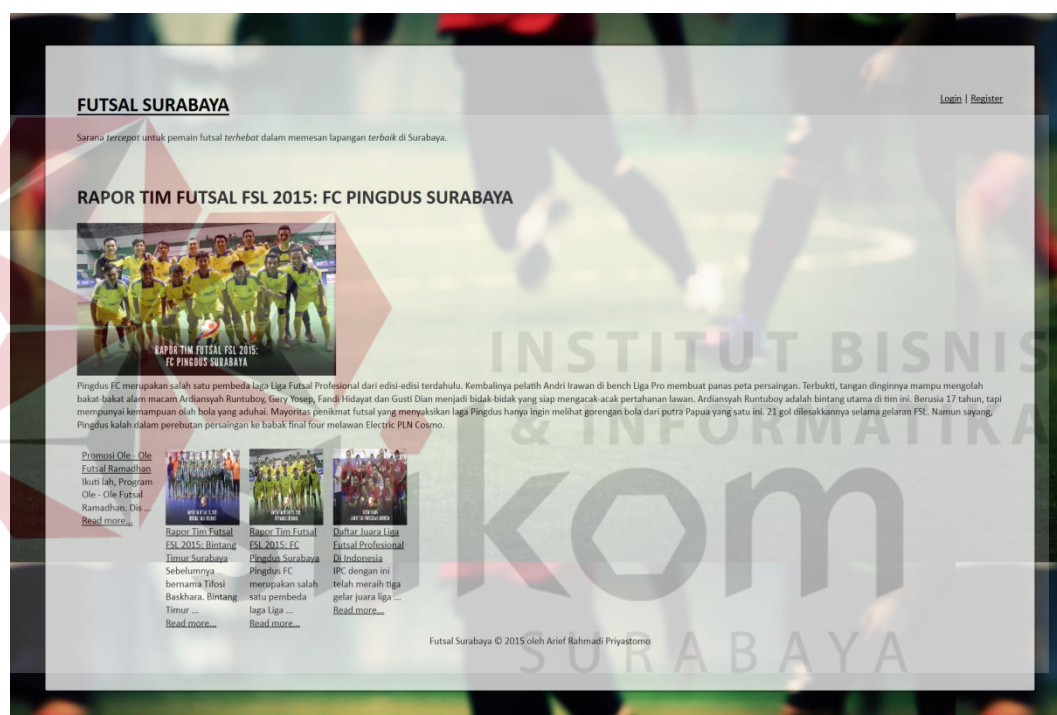 FUTSAL SURABAYA
Login | Register
Sarana tercepat untuk pemain futsal terhebat dalam memesan lapangan terbaik di Surabaya.
RAPOR TIM FUTSAL FSL 2015: FC PINGDUS SURABAYA
RAPOR TIM FUTSAL FSL 2015:
FC PINGDUS SURABAYA
Pingdus FC merupakan salah satu pembeda laga Liga Futsal Profesional dari edisi-edisi terdahulu. Kembalinya pelatih Andri Irawan di bench Liga Pro membuat panas peta persaingan. Terbukti, tangan dinginnya mampu mengolah
bakat-bakat alam macam Ardiansyah Runtuboy, Gery Yosep, Fandi Hidayat dan Gusti Dian menjadi bidak-bidak yang siap mengacak-acak pertahanan lawan. Ardiansyah Runtuboy adalah bintang utama di tim ini. Berusia 17 tahun, tapi
mempunyai kemampuan olah bola yang aduhai. Mayoritas penikmat futsal yang menyaksikan laga Pingdus hanya ingin melihat gorengan bola dari putra Papua yang satu ini. 21 gol dilesakkannya selama gelaran FSL. Namun sayang,
Pingdus kalah dalam perebutan persaingan ke babak final four melawan Electric PLN Cosmo.
Promosi Ole - Ole
Futsal Ramadhan
Ikuti lah, Program
Ole - Ole Futsal
Ramadhan. Dis ...
Read more...
Rapor Tim Futsal
FSL 2015: Bintang
Timur Surabaya
Sebelumnya
bernama Tifosi
Baskhara. Bintang
Timur ...
Read more...
Rapor Tim Futsal
FSL 2015: FC
Pingdus Surabaya
Pingdus FC
merupakan salah
satu pembeda
laga Liga ...
Read more...
Daftar Juara Liga
Futsal Profesional
Di Indonesia
IPC dengan ini
telah meraih tiga
gelar juara liga ...
Read more...
Futsal Surabaya © 2015 oleh Arief Rahmadi Priyastomo
INSTITUT BISNIS
& INFORMATIKA
stikom
SURABAYA